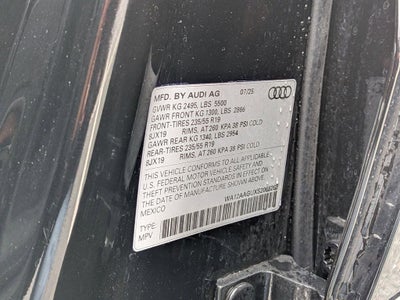 MFD. BY AUDI AG 07/25
GVWR KG 2495, LBS 5500
GAWR FRONT KG 1300, LBS 2866
FRONT-TIRES 235/55 R19
8JX19 RIMS, AT 260 KPA 38 PSI COLD
GAWR REAR KG 1340, LBS 2954
REAR-TIRES 235/55 R19
8JX19 RIMS, AT 260 KPA 38 PSI COLD
THIS VEHICLE CONFORMS TO ALL APPLICABLE
U.S. FEDERAL MOTOR VEHICLE SAFETY AND
THEFT PREVENTION STANDARDS IN EFFECT ON
THE DATE OF MANUFACTURE SHOWN ABOVE.
MEXICO
TYPE
MPV